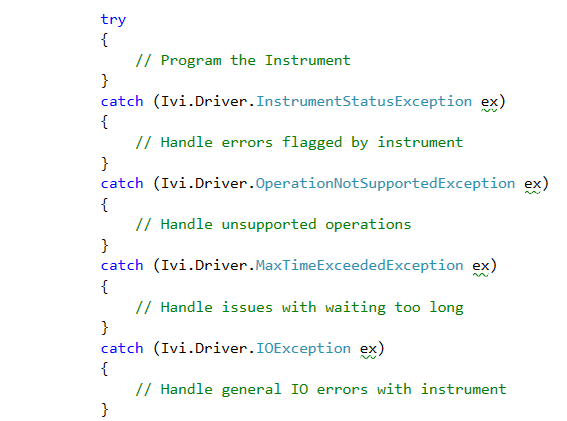 try
{
// Program the Instrument
}
catch (Ivi.Driver.InstrumentStatusException ex)
{
// Handle errors flagged by instrument
}
catch (Ivi.Driver.OperationNotSupportedException ex)
{
// Handle unsupported operations
}
catch (Ivi.Driver.MaxTimeExceededException ex)
{
// Handle issues with waiting too long
}
catch (Ivi.Driver.IOException ex)
{
// Handle general IO errors with instrument
}